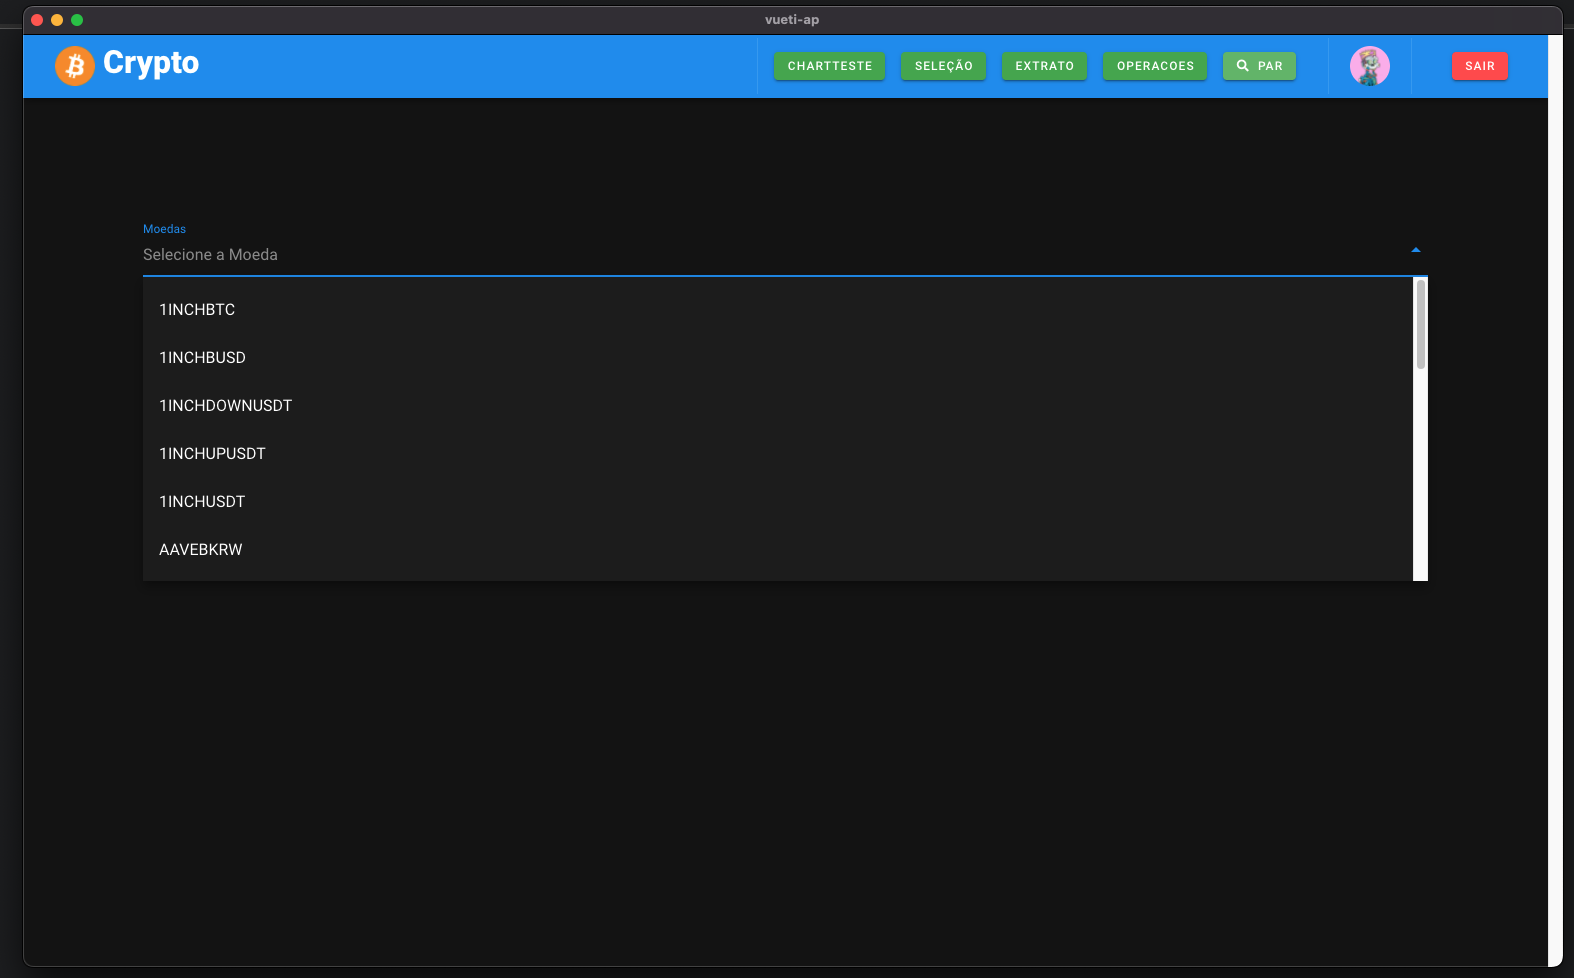 vueti-ap
Crypto
CHARTTESTE
SELEÇÃO
EXTRATO
OPERACOES
PAR
SAIR
Moedas
Selecione a Moeda
1INCHBTC
1INCHBUSD
1INCHDOWNUSDT
1INCHUPUSDT
1INCHUSDT
AAVEBKRW